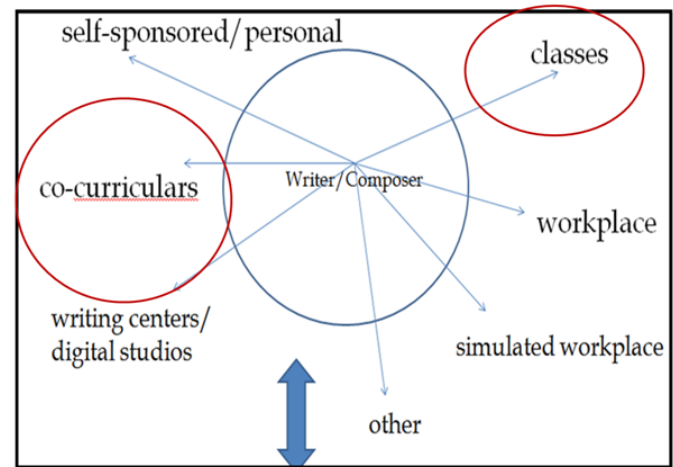 self-sponsored/personal
classes
Writer/Composer
co-curriculars
workplace
writing centers/
digital studios
simulated workplace
other